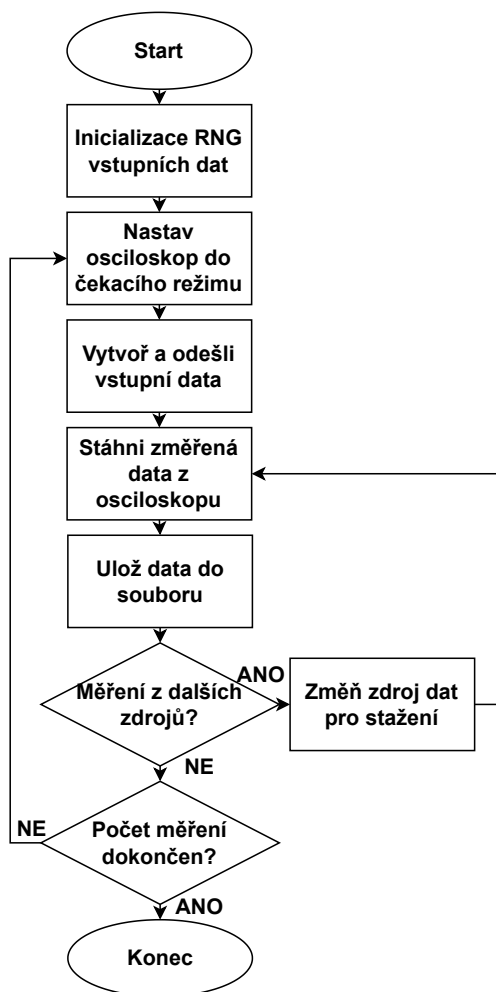 Start
Inicializace RNG
vstupních dat
Nastav
osciloskop do
čekacího režimu
Vytvoř a odešli
vstupní data
Stáhni změřená
data z
osciloskopu
Ulož data do
souboru
Měření z dalších
zdrojů?
ANO
Změň zdroj dat
pro stažení
NE
Počet měření
dokončen?
NE
ANO
Konec